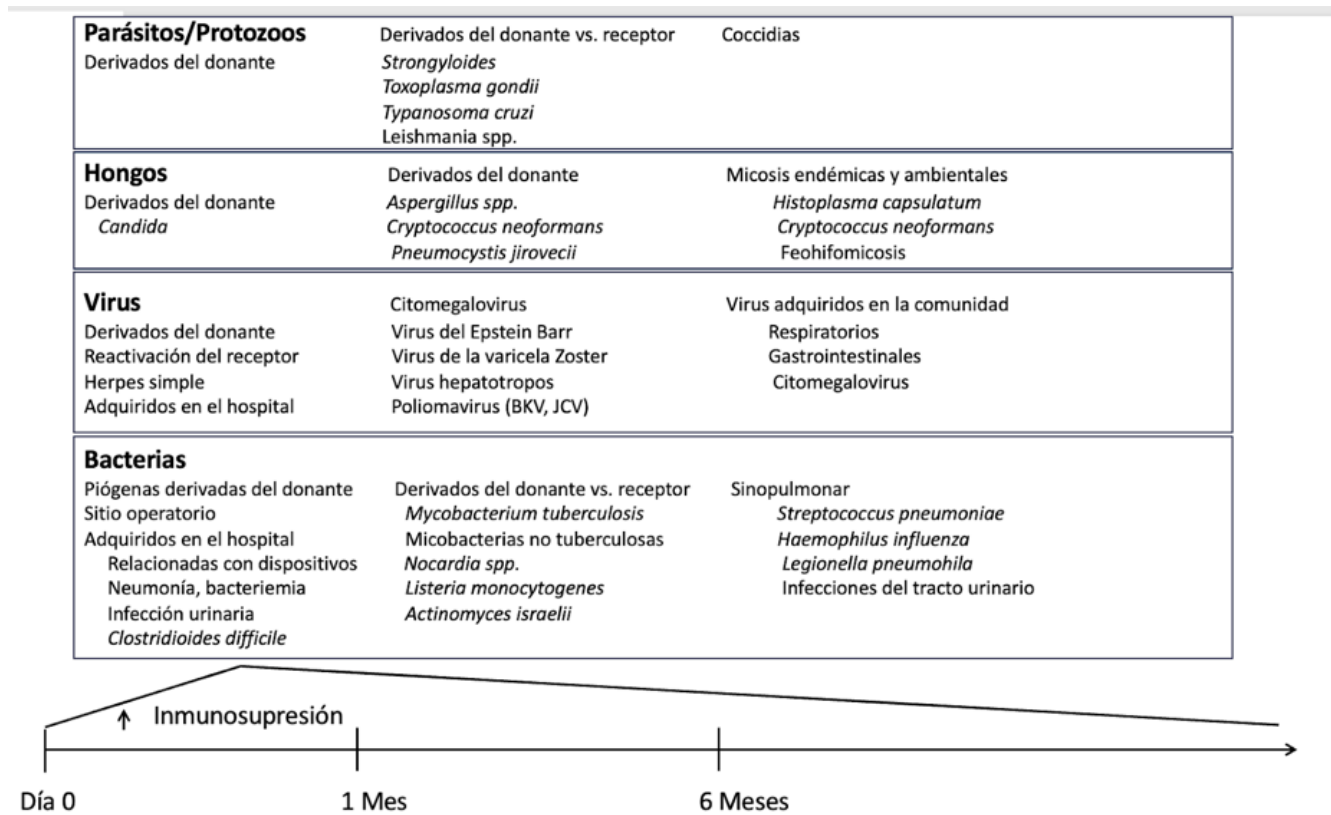 Parásitos/Protozoos
Derivados del donante
Derivados del donante vs. receptor
Strongyloides
Toxoplasma gondii
Typanosoma cruzi
Leishmania spp.
Coccidias
Hongos
Derivados del donante
Candida
Derivados del donante
Aspergillus spp.
Cryptococcus neoformans
Pneumocystis jirovecii
Micosis endémicas y ambientales
Histoplasma capsulatum
Cryptococcus neoformans
Feohifomicosis
Virus
Derivados del donante
Reactivación del receptor
Herpes simple
Adquiridos en el hospital
Citomegalovirus
Virus del Epstein Barr
Virus de la varicela Zoster
Virus hepatotropos
Poliomavirus (BKV, JCV)
Virus adquiridos en la comunidad
Respiratorios
Gastrointestinales
Citomegalovirus
Bacterias
Piógenas derivadas del donante
Sitio operatorio
Adquiridos en el hospital
Relacionadas con dispositivos
Neumonía, bacteriemia
Infección urinaria
Clostridioides difficile
Derivados del donante vs. receptor
Mycobacterium tuberculosis
Micobacterias no tuberculosas
Nocardia spp.
Listeria monocytogenes
Actinomyces israelii
Sinopulmonar
Streptococcus pneumoniae
Haemophilus influenza
Legionella pneumohila
Infecciones del tracto urinario
Inmunosupresión
Día 0
1 Mes
6 Meses